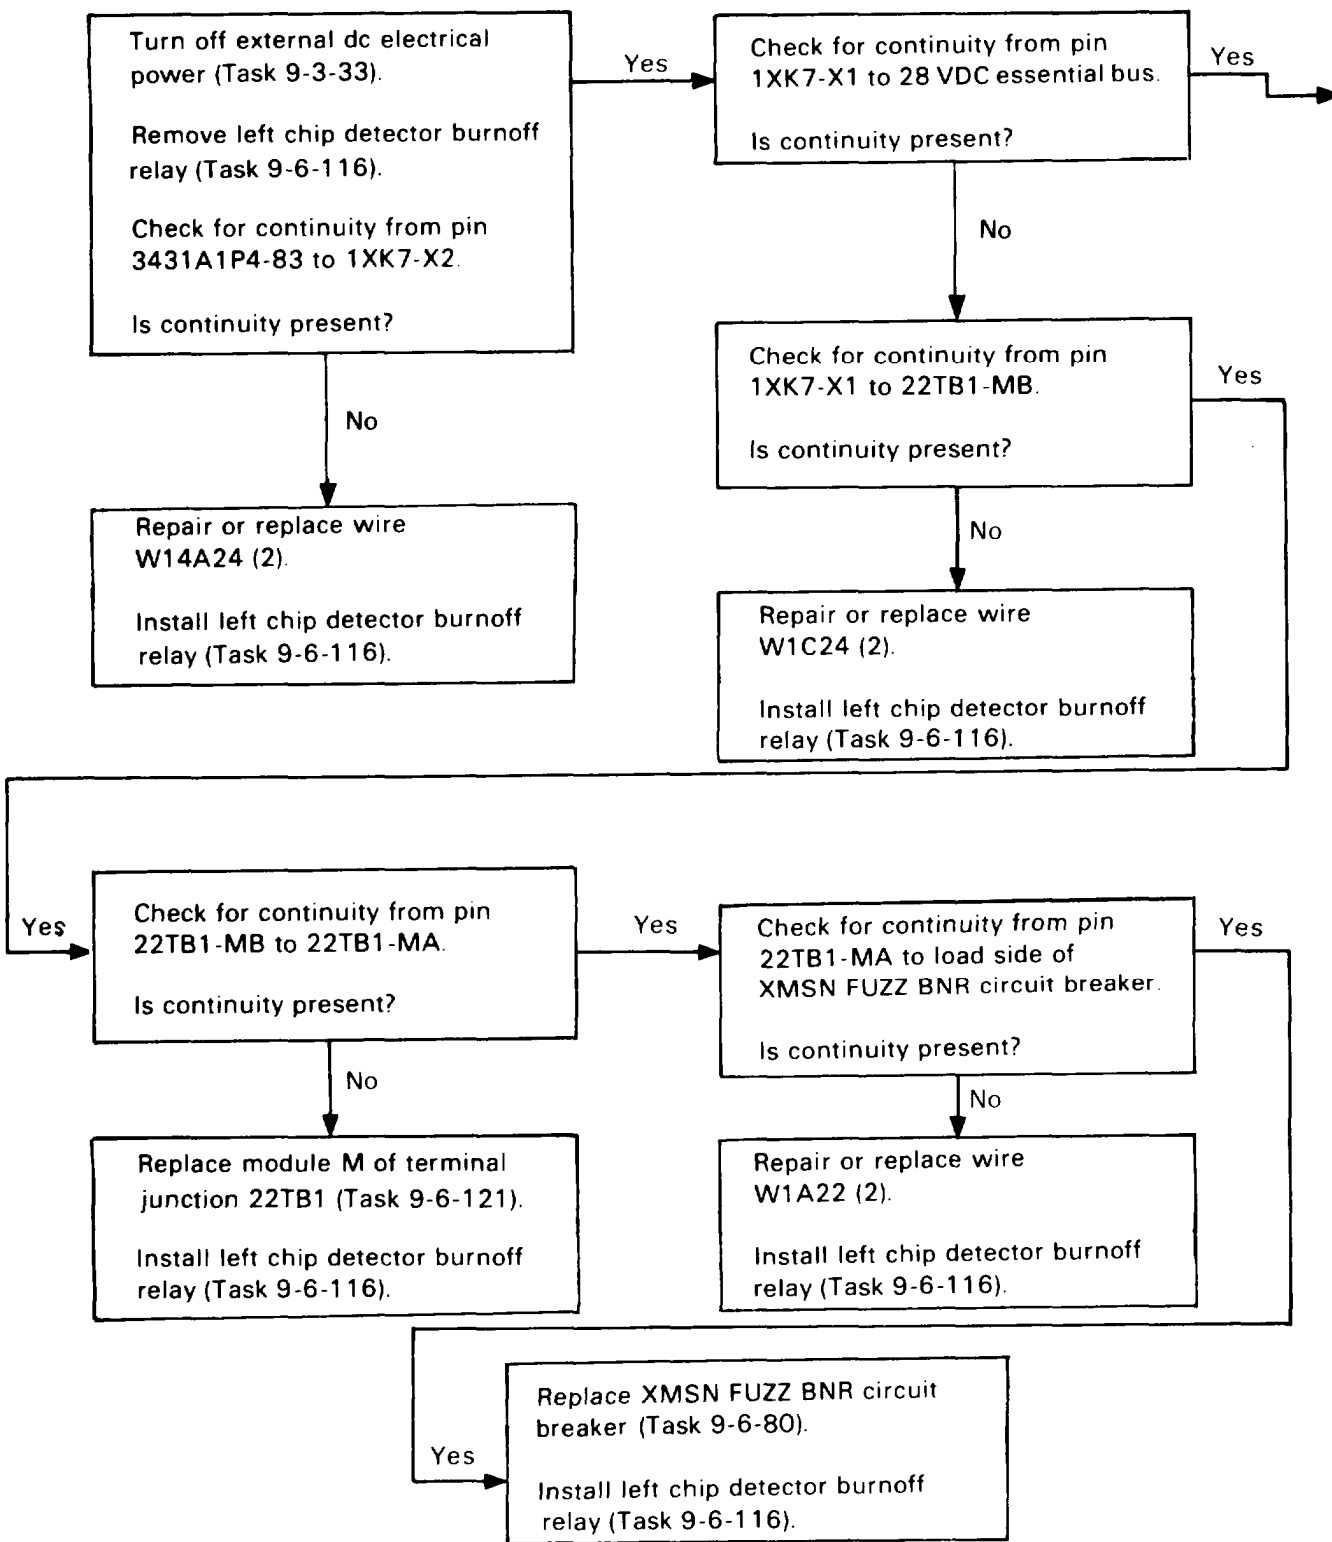 Turn off external dc electrical
power (Task 9-3-33).
Remove left chip detector burnoff
relay (Task 9-6-116).
Check for continuity from pin
3431A1P4-83 to 1XK7-X2.
Is continuity present?
Yes
Check for continuity from pin
1XK7-X1 to 28 VDC essential bus.
Is continuity present?
Yes
No
No
Repair or replace wire
W14A24 (2).
Install left chip detector burnoff
relay (Task 9-6-116).
Check for continuity from pin
1XK7-X1 to 22TB1-MB.
Is continuity present?
Yes
No
Repair or replace wire
W1C24 (2).
Install left chip detector burnoff
relay (Task 9-6-116).
Yes
Check for continuity from pin
22TB1-MB to 22TB1-MA.
Is continuity present?
Yes
Check for continuity from pin
22TB1-MA to load side of
XMSN FUZZ BNR circuit breaker.
Is continuity present?
Yes
No
No
Replace module M of terminal
junction 22TB1 (Task 9-6-121).
Install left chip detector burnoff
relay (Task 9-6-116).
Repair or replace wire
W1A22 (2).
Install left chip detector burnoff
relay (Task 9-6-116).
Yes
Replace XMSN FUZZ BNR circuit
breaker (Task 9-6-80).
Install left chip detector burnoff
relay (Task 9-6-116).